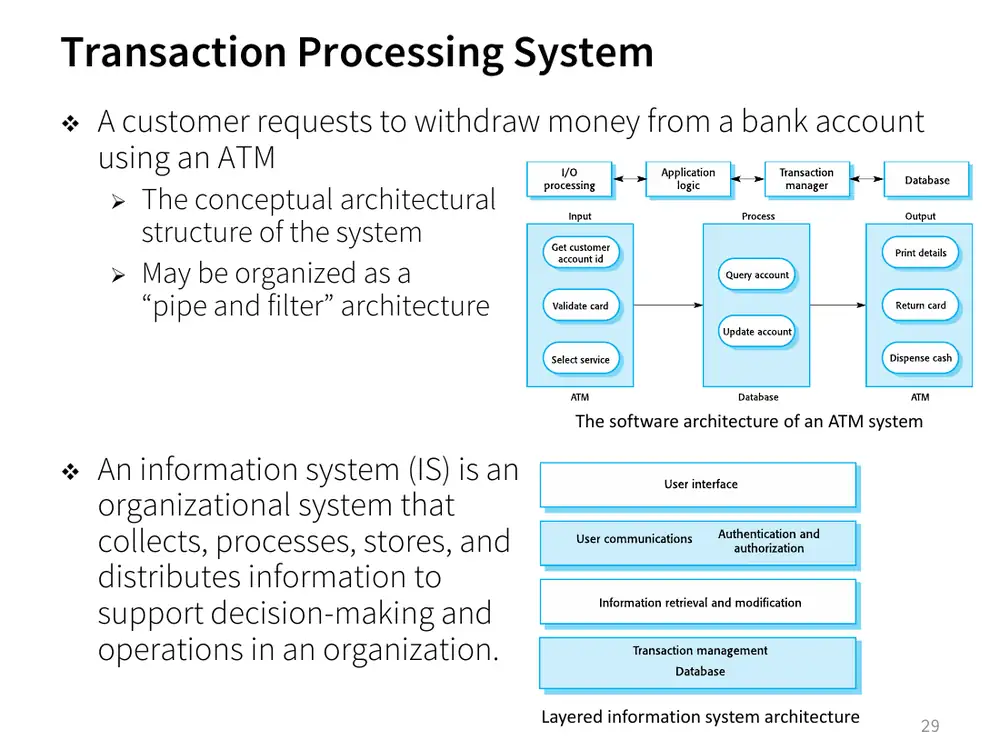 Transaction Processing System
❖ A customer requests to withdraw money from a bank account
using an ATM
➢ The conceptual architectural
structure of the system
➢ May be organized as a
“pipe and filter” architecture
I/O
processing
Application
logic
Transaction
manager
Database
Input
Process
Output
Get customer
account id
Validate card
Select service
Query account
Update account
Print details
Return card
Dispense cash
ATM
Database
ATM
The software architecture of an ATM system
❖ An information system (IS) is an
organizational system that
collects, processes, stores, and
distributes information to
support decision-making and
operations in an organization.
User interface
User communications
Authentication and
authorization
Information retrieval and modification
Transaction management
Database
Layered information system architecture
29